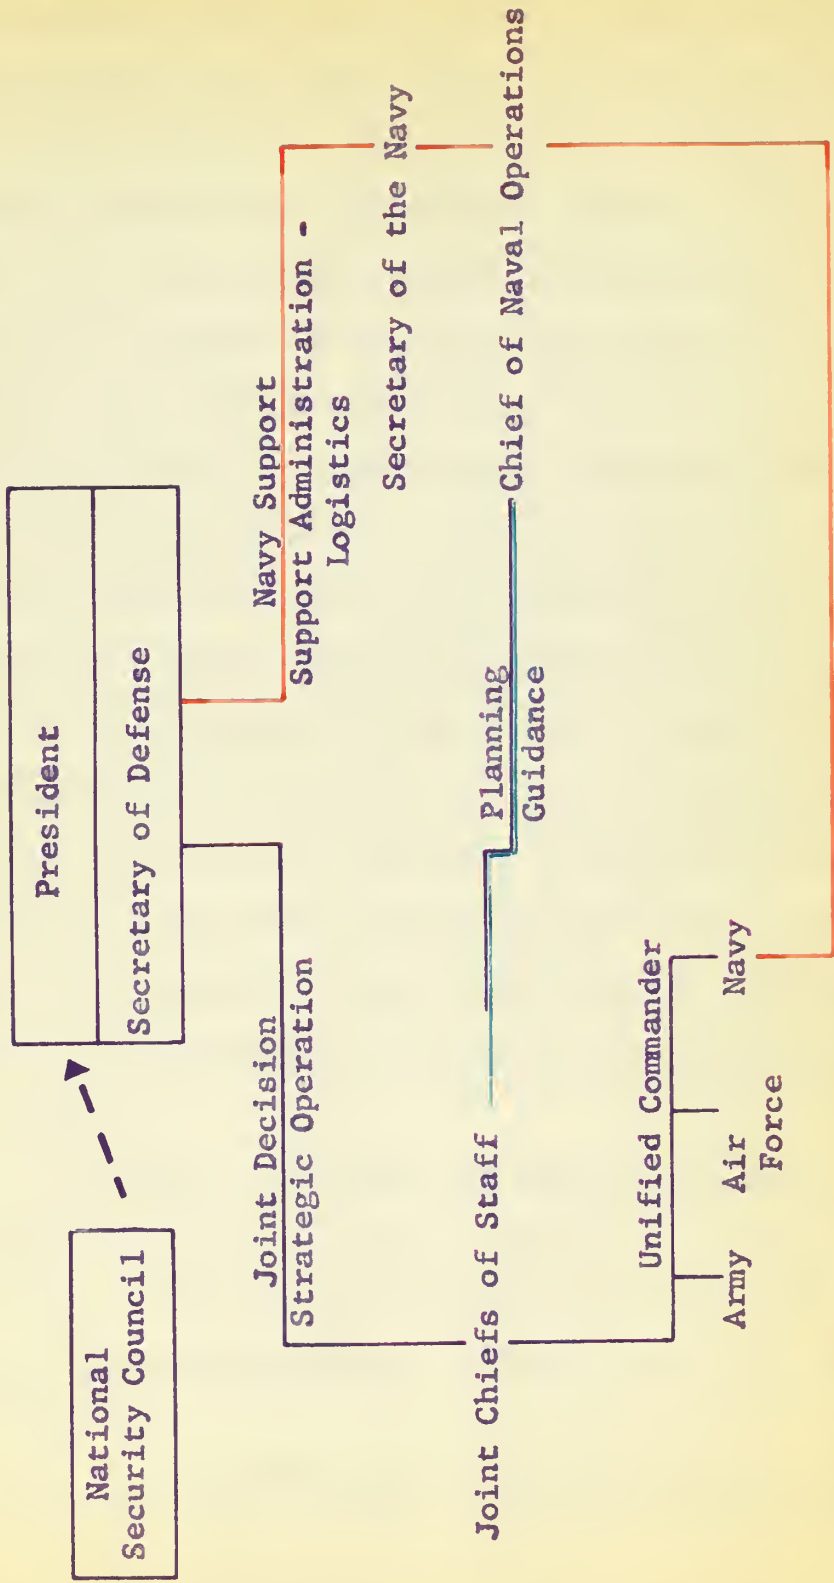 President
Secretary of Defense
National
Security Council
Joint Decision
Strategic Operation
Navy Support
Support Administration -
Logistics
Secretary of the Navy
Joint Chiefs of Staff
Planning
Guidance
Chief of Naval Operations
Unified Commander
Army
Air
Force
Navy